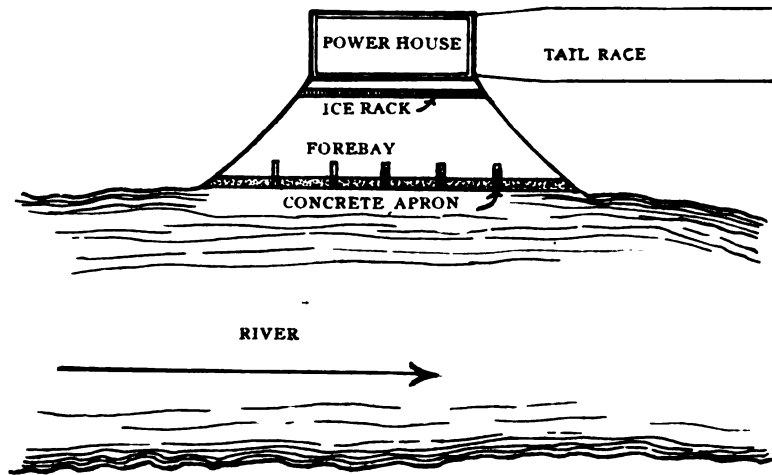 POWER HOUSE
TAIL RACE
ICE RACK
FOREBAY
CONCRETE APRON
RIVER